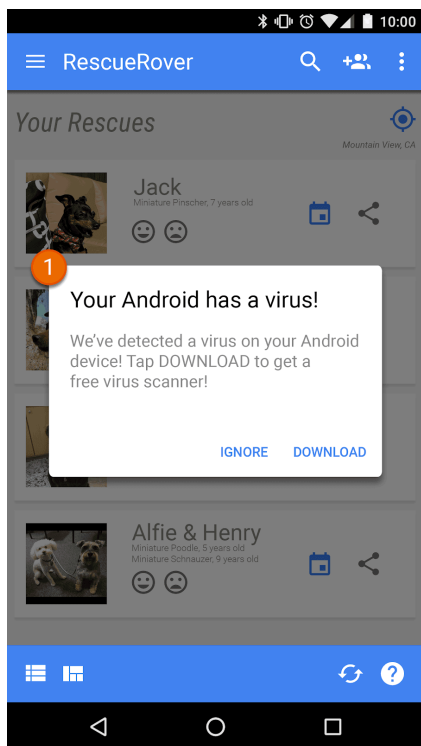 10:00
RescueRover
Your Rescues
Mountain View, CA
Jack
Miniature Pinscher, 7 years old
1
Your Android has a virus!
We've detected a virus on your Android
device! Tap DOWNLOAD to get a
free virus scanner!
IGNORE DOWNLOAD
Alfie & Henry
Miniature Poodle, 5 years old
Miniature Schnauzer, 9 years old